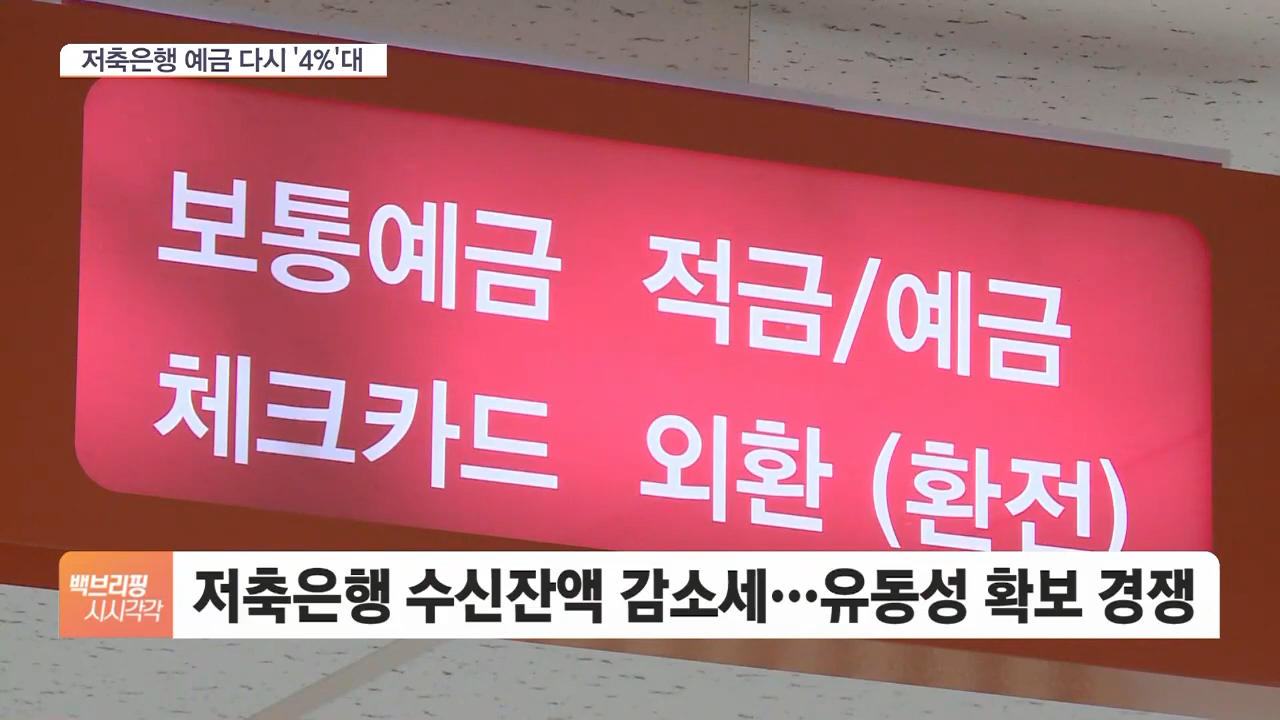 저축은행 예금 다시 '4%'대
보통예금 적금/예금
체크카드 외환 (환전)
백브리핑
시시각각
저축은행 수신잔액 감소세…유동성 확보 경쟁